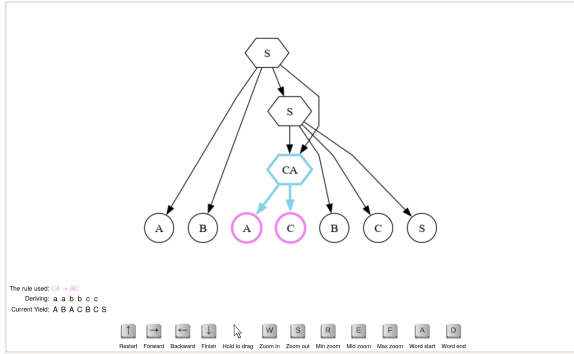 S
S
CA
A B A C B C S
The rule used: CA → AC
Deriving: a a b b c c
Current Yield: A B A C B C S
↑ → ← ↓ W S R E F A D
Restart Forward Backward Finish Hold to drag Zoom in Zoom out Min zoom Mid zoom Max zoom Word start Word end